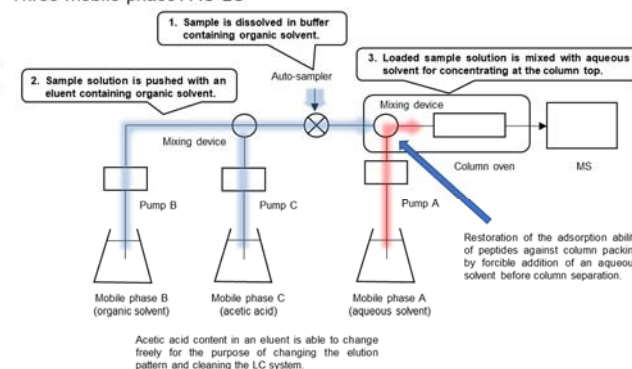 Three mobile phase
1. Sample is dissolved in buffer
containing organic solvent.
2. Sample solution is pushed with an
eluent containing organic solvent.
3. Loaded sample solution is mixed with aqueous
solvent for concentrating at the column top.
Auto-sampler
Mixing device
Mixing device
Column oven
MS
Pump B
Pump C
Pump A
Mobile phase B
(organic solvent)
Mobile phase C
(acetic acid)
Mobile phase A
(aqueous solvent)
Restoration of the adsorption abilit
of peptides against column packin
by forcible addition of an aqueou
solvent before column separation.
Acetic acid content in an eluent is able to change
freely for the purpose of changing the elution
pattern and cleaning the LC system.